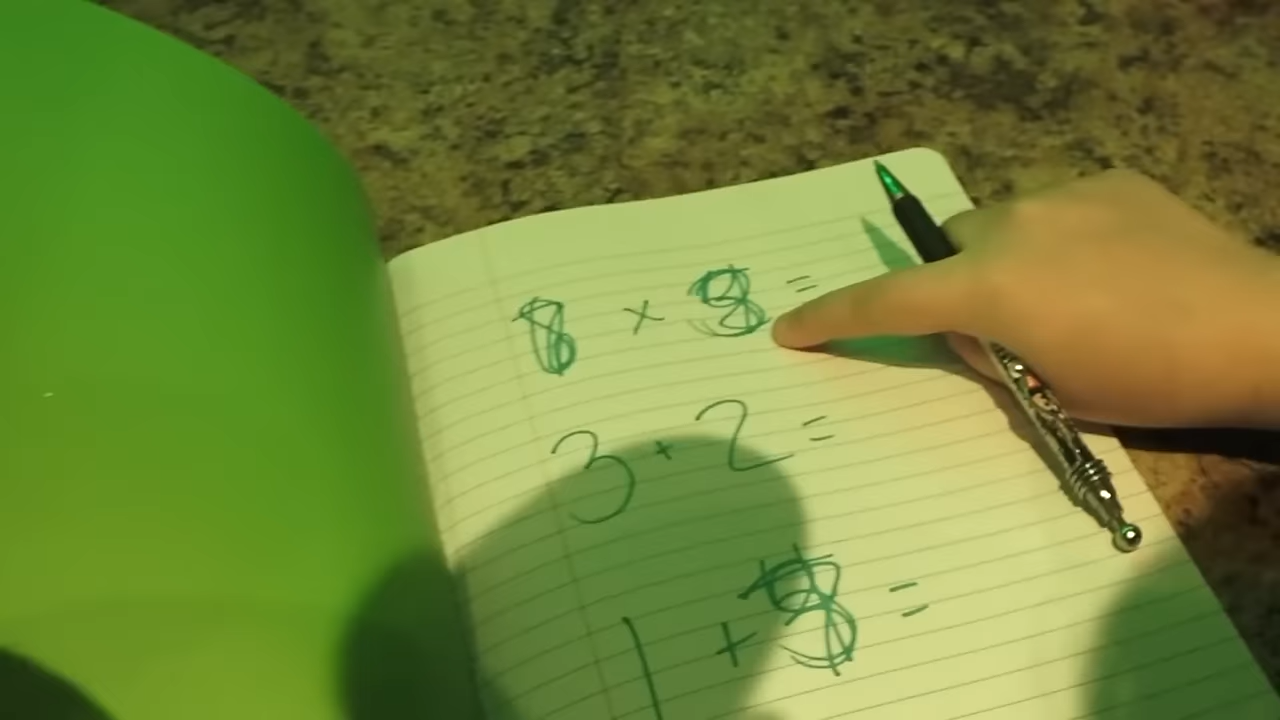 8 × 8 =
3 + 2 =
1 + 8 =